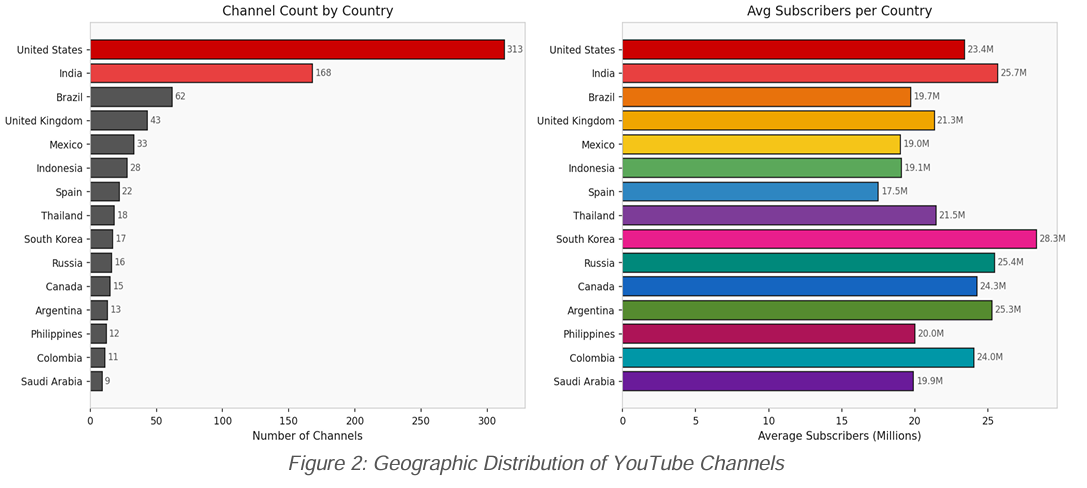 Channel Count by Country
United States 313
India 168
Brazil 62
United Kingdom 43
Mexico 33
Indonesia 28
Spain 22
Thailand 18
South Korea 17
Russia 16
Canada 15
Argentina 13
Philippines 12
Colombia 11
Saudi Arabia 9
0 50 100 150 200 250 300
Number of Channels
Avg Subscribers per Country
United States 23.4M
India 25.7M
Brazil 19.7M
United Kingdom 21.3M
Mexico 19.0M
Indonesia 19.1M
Spain 17.5M
Thailand 21.5M
South Korea 28.3M
Russia 25.4M
Canada 24.3M
Argentina 25.3M
Philippines 20.0M
Colombia 24.0M
Saudi Arabia 19.9M
0 5 10 15 20 25
Average Subscribers (Millions)
Figure 2: Geographic Distribution of YouTube Channels